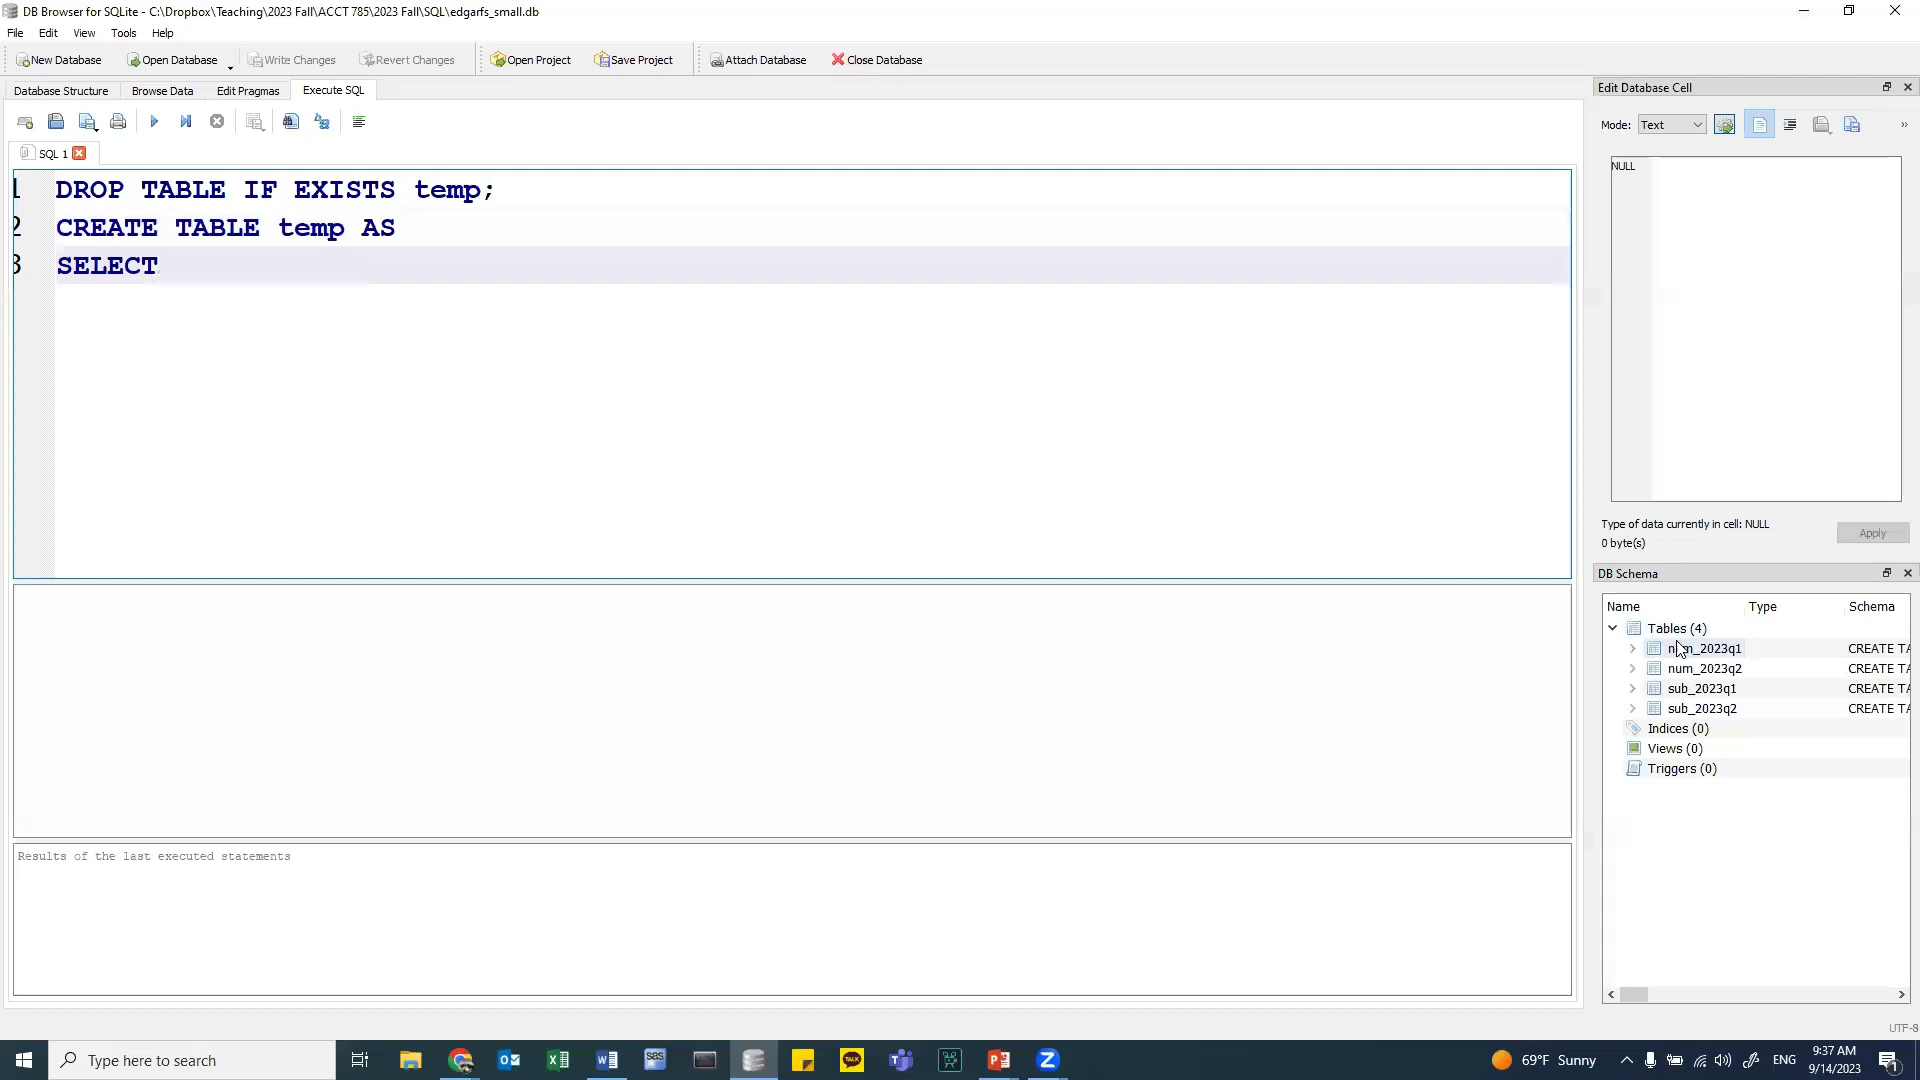 DB Browser for SQLite - C:\Dropbox\Teaching\2023 Fall\ACCT 785\2023 Fall\SQL\edgarfs_small.db
File Edit View Tools Help
New Database Open Database Write Changes Revert Changes Open Project Save Project Attach Database Close Database
Database Structure Browse Data Edit Pragmas Execute SQL
SQL 1
1 DROP TABLE IF EXISTS temp;
2 CREATE TABLE temp AS
3 SELECT
Results of the last executed statements
Edit Database Cell
Mode: Text
NULL
Type of data currently in cell: NULL
0 byte(s)
Apply
DB Schema
Name Type Schema
Tables (4)
num_2023q1 CREATE TA
num_2023q2 CREATE TA
sub_2023q1 CREATE TA
sub_2023q2 CREATE TA
Indices (0)
Views (0)
Triggers (0)
UTF-8
Type here to search
69°F Sunny
ENG
9:37 AM
9/14/2023